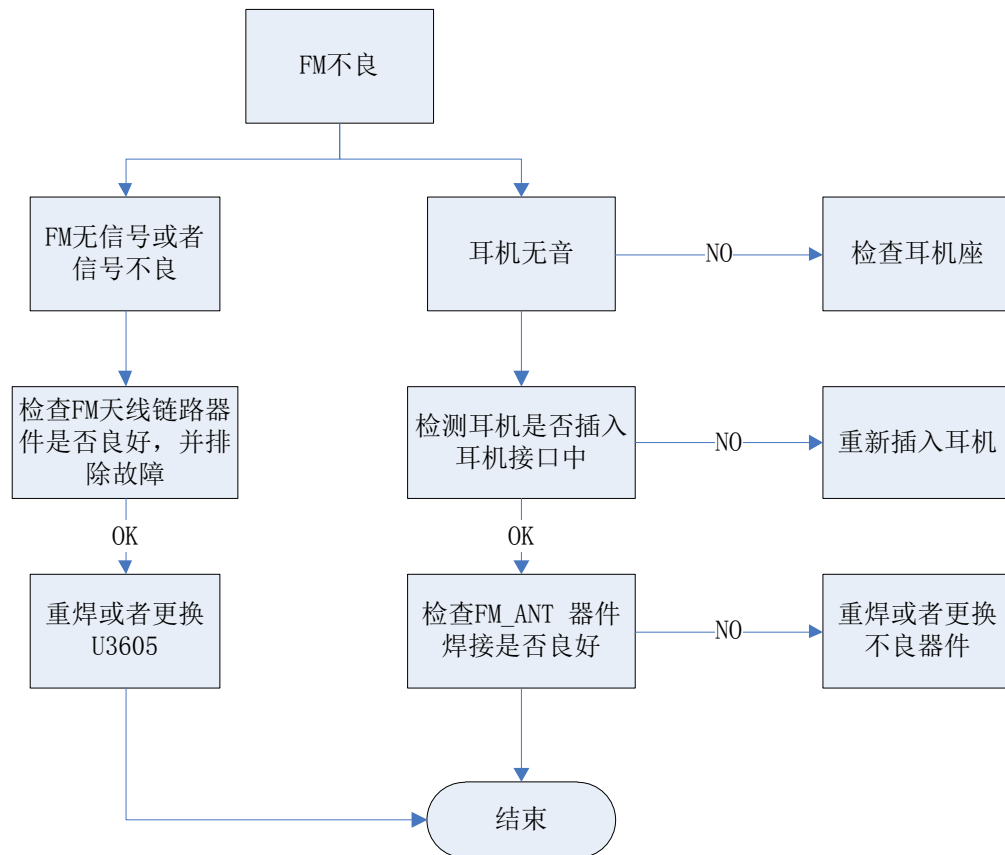 FM不良
FM无信号或者
信号不良
耳机无音
NO
检查耳机座
检查FM天线链路器
件是否良好，并排
除故障
检测耳机是否插入
耳机接口中
NO
重新插入耳机
OK
OK
重焊或者更换
U3605
检查FM_ANT 器件
焊接是否良好
NO
重焊或者更换
不良器件
结束